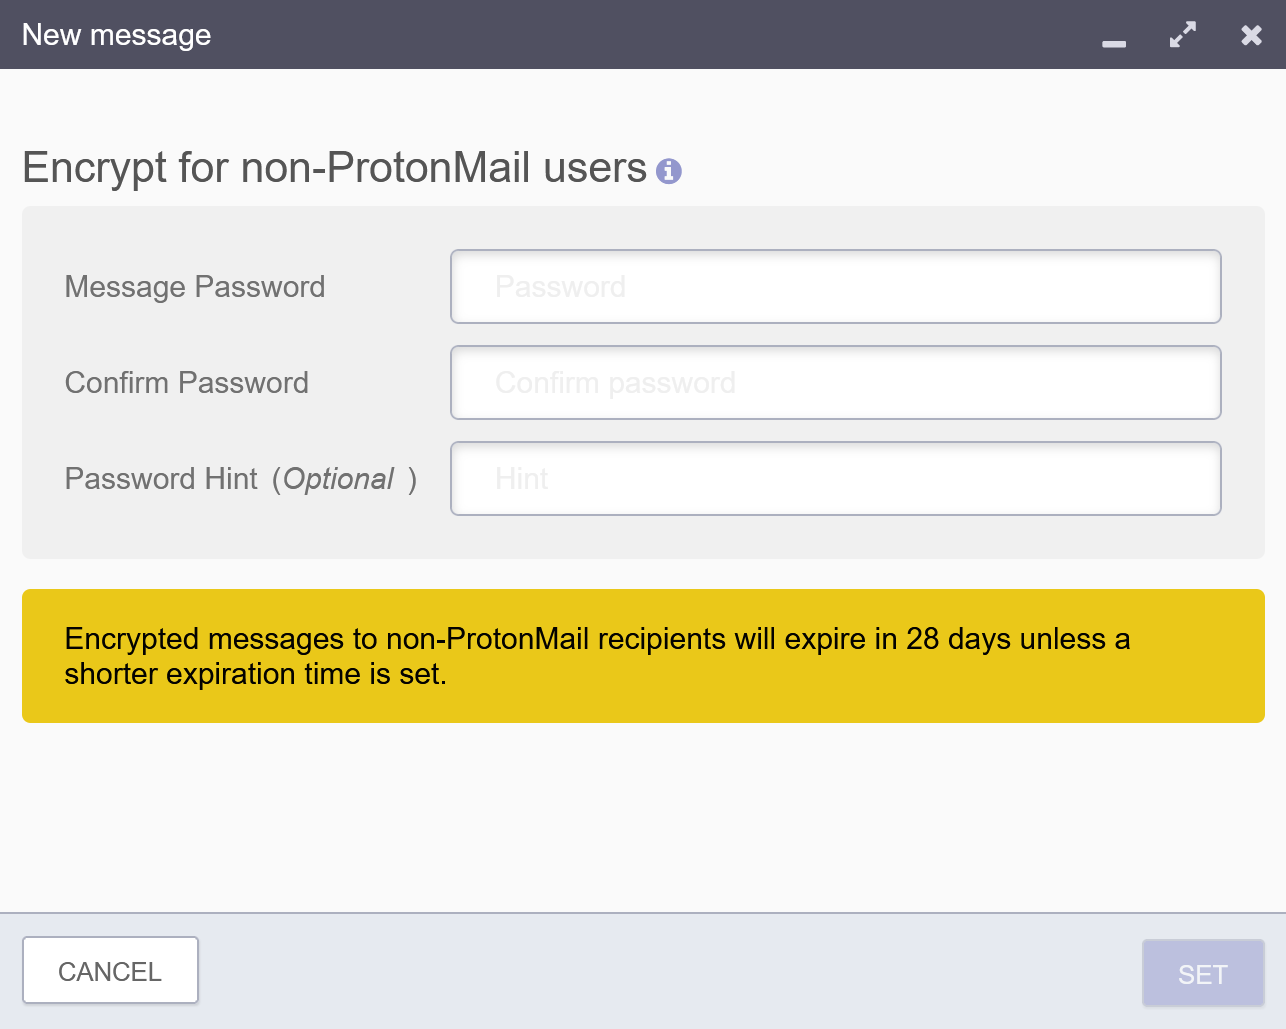 New message
Encrypt for non-ProtonMail users
Message Password
Password
Confirm Password
Confirm password
Password Hint (Optional )
Hint
Encrypted messages to non-ProtonMail recipients will expire in 28 days unless a
shorter expiration time is set.
CANCEL
SET